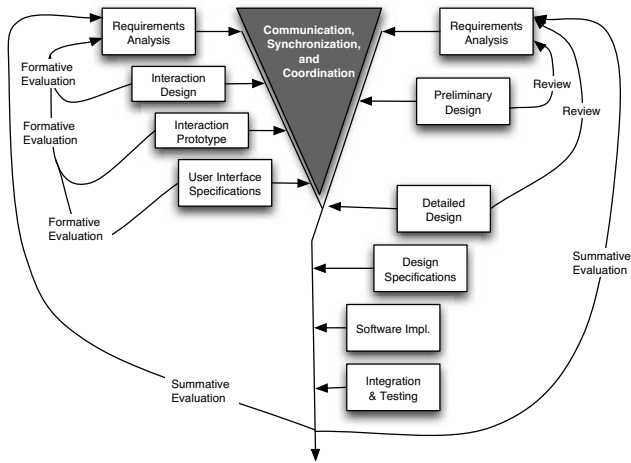 Requirements
Analysis
Communication,
Synchronization,
and
Coordination
Requirements
Analysis
Formative
Evaluation
Interaction
Design
Review
Preliminary
Design
Review
Formative
Evaluation
Interaction
Prototype
User Interface
Specifications
Formative
Evaluation
Detailed
Design
Design
Specifications
Summative
Evaluation
Software Impl.
Integration
& Testing
Summative
Evaluation